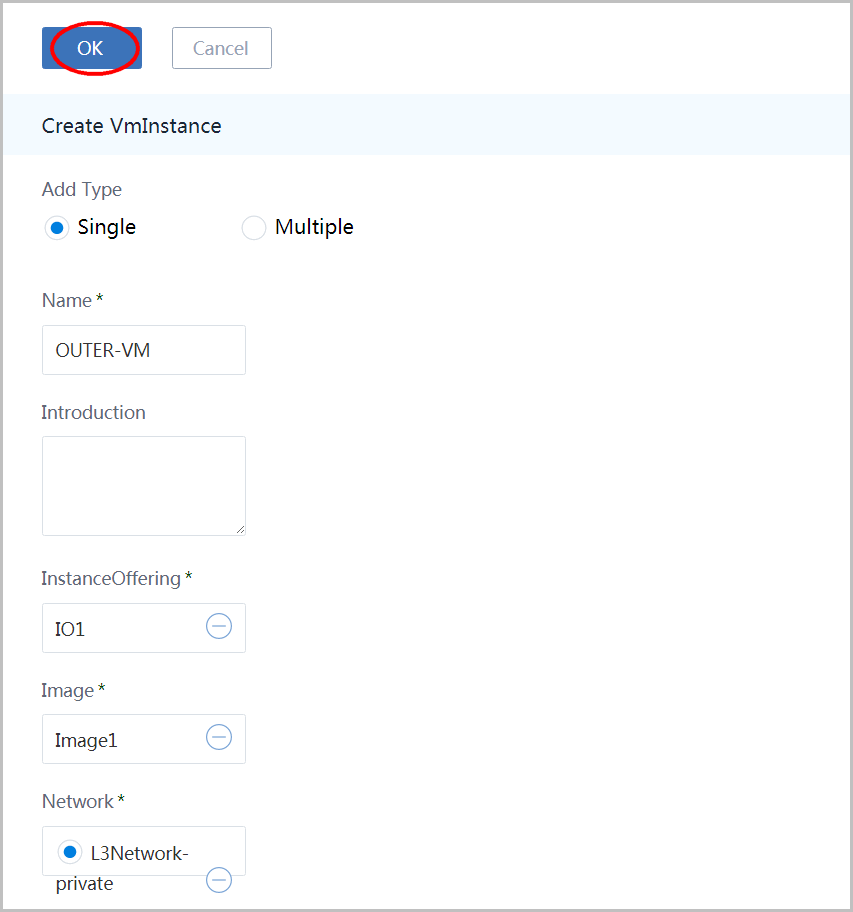 OK Cancel
Create VmInstance
Add Type
Single Multiple
Name*
OUTER-VM
Introduction
InstanceOffering*
IO1
Image*
Image1
Network*
L3Network-
private